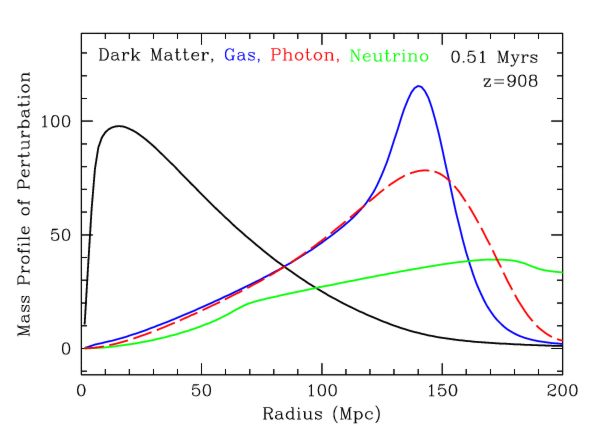 Dark Matter, Gas, Photon, Neutrino 0.51 Myrs
z=908
Mass Profile of Perturbation
100
50
0
0 50 100 150 200
Radius (Mpc)